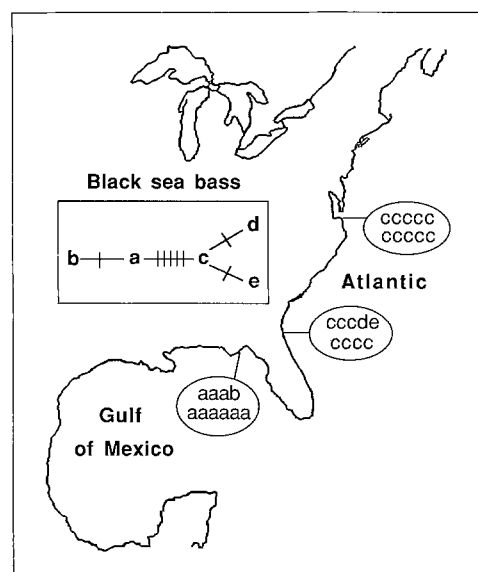 Black sea bass
d
b a c
e
ccccc
ccccc
Atlantic
cccde
cccc
aaab
aaaaaa
Gulf
of Mexico